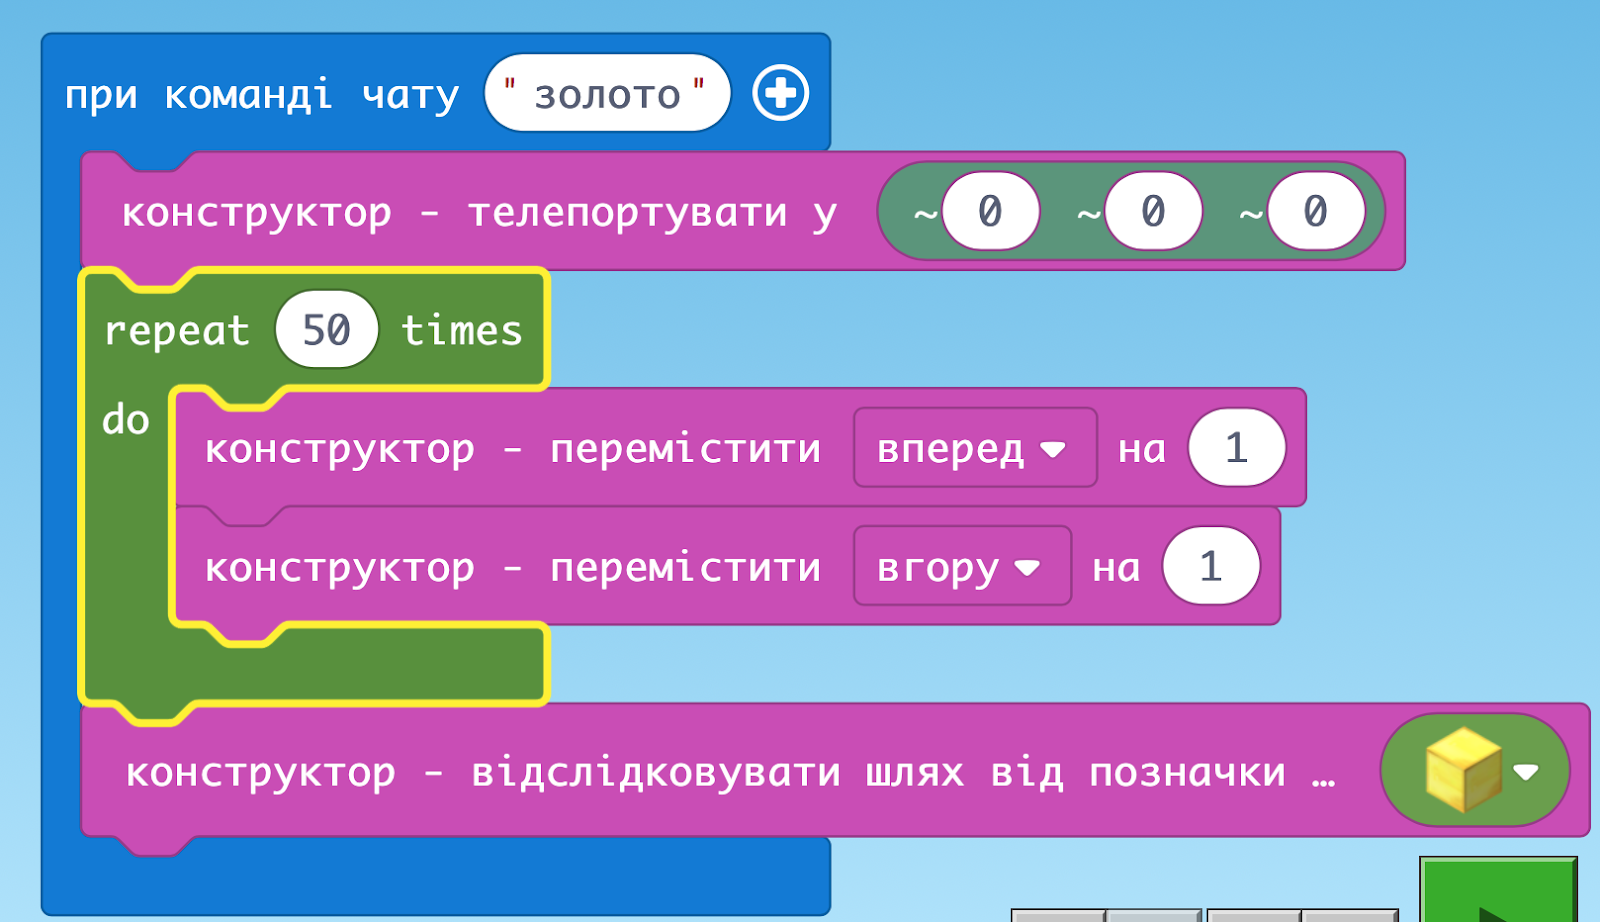 при команді чату "золото"
конструктор - телепортувати у ~0 ~0 ~0
repeat 50 times
do
конструктор - перемістити вперед на 1
конструктор - перемістити вгору на 1
конструктор - відслідковувати шлях від позначки …